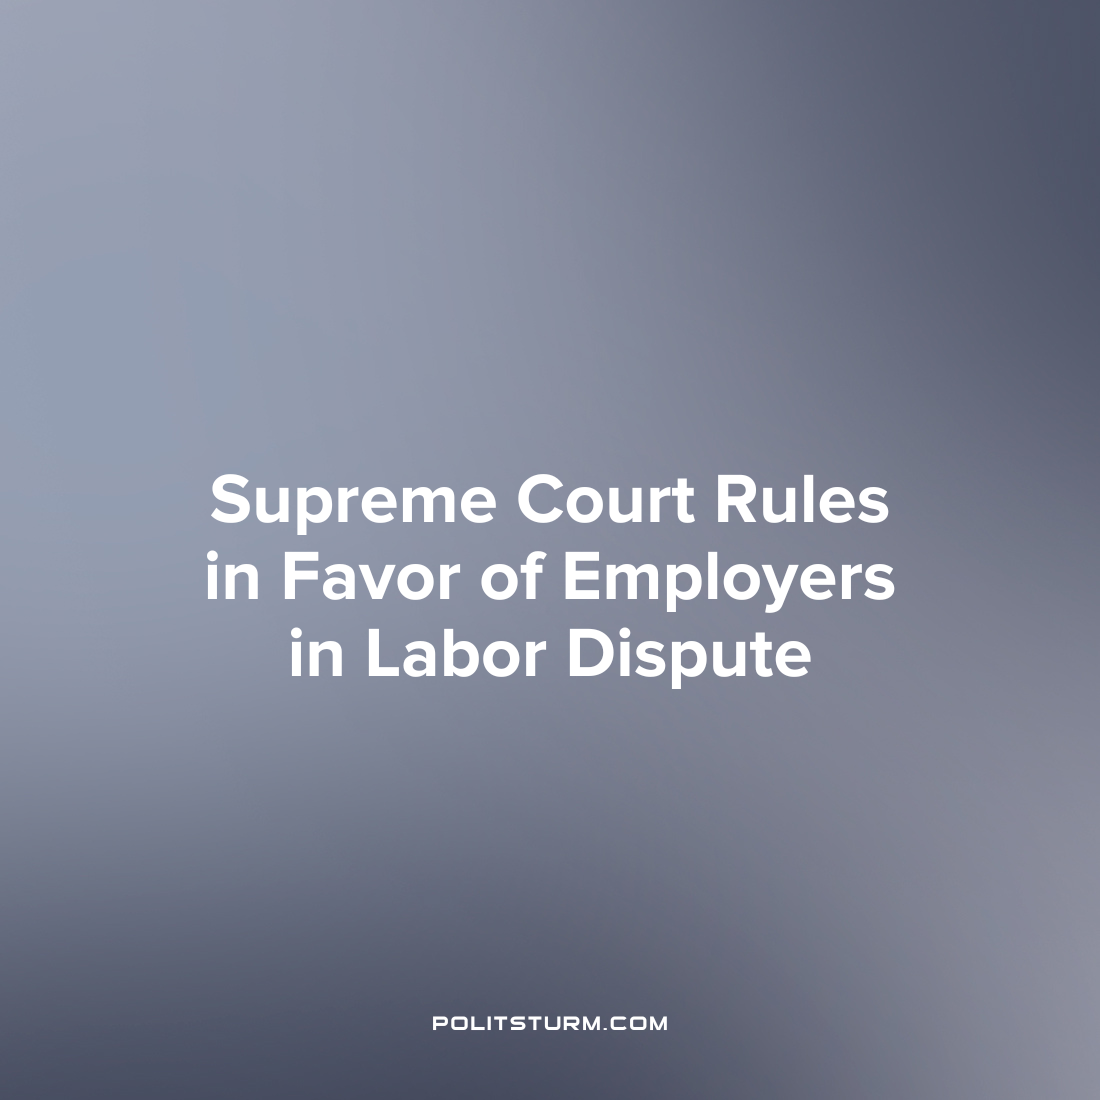 Supreme Court Rules
in Favor of Employers
in Labor Dispute
POLITSTURM.COM